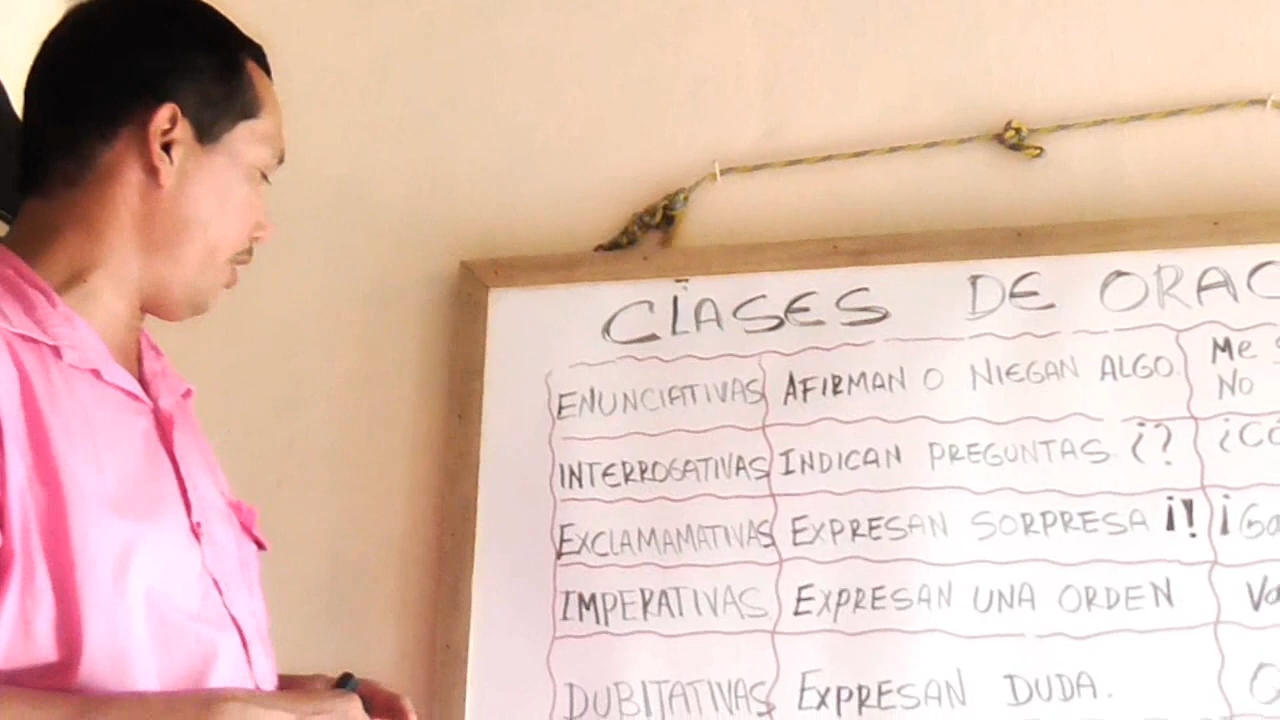 CLASES DE ORAC
ENUNCIATIVAS AFIRMAN O NIEGAN ALGO. Me
No
INTERROGATIVAS INDICAN PREGUNTAS ¿?
EXCLAMAMATIVAS EXPRESAN SORPRESA ¡!
IMPERATIVAS EXPRESAN UNA ORDEN
DUBITATIVAS EXPRESAN DUDA.